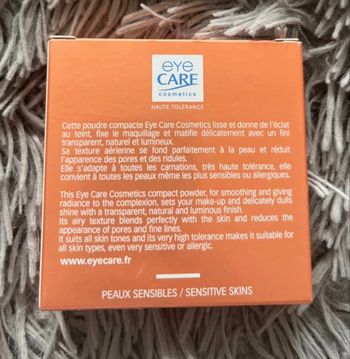 eye
CARE
cosmetics
HAUTE TOLÉRANCE
Cette poudre compacte Eye Care Cosmetics lisse et donne de l'éclat
au teint, fixe le maquillage et matifie délicatement avec un fini
transparent, naturel et lumineux.
Sa texture aérienne se fond parfaitement à la peau et réduit
l'apparence des pores et des ridules.
Elle s'adapte à toutes les carnations, très haute tolérance, elle
convient à toutes les peaux même les plus sensibles ou allergiques.
This Eye Care Cosmetics compact powder, for smoothing and giving
radiance to the complexion, sets your make-up and delicately dulls
shine with a transparent, natural and luminous finish.
Its airy texture blends perfectly with the skin and reduces the
appearance of pores and fine lines.
It suits all skin tones and its very high tolerance makes it suitable for
all skin types, even very sensitive or allergic.
www.eyecare.fr
PEAUX SENSIBLES / SENSITIVE SKINS